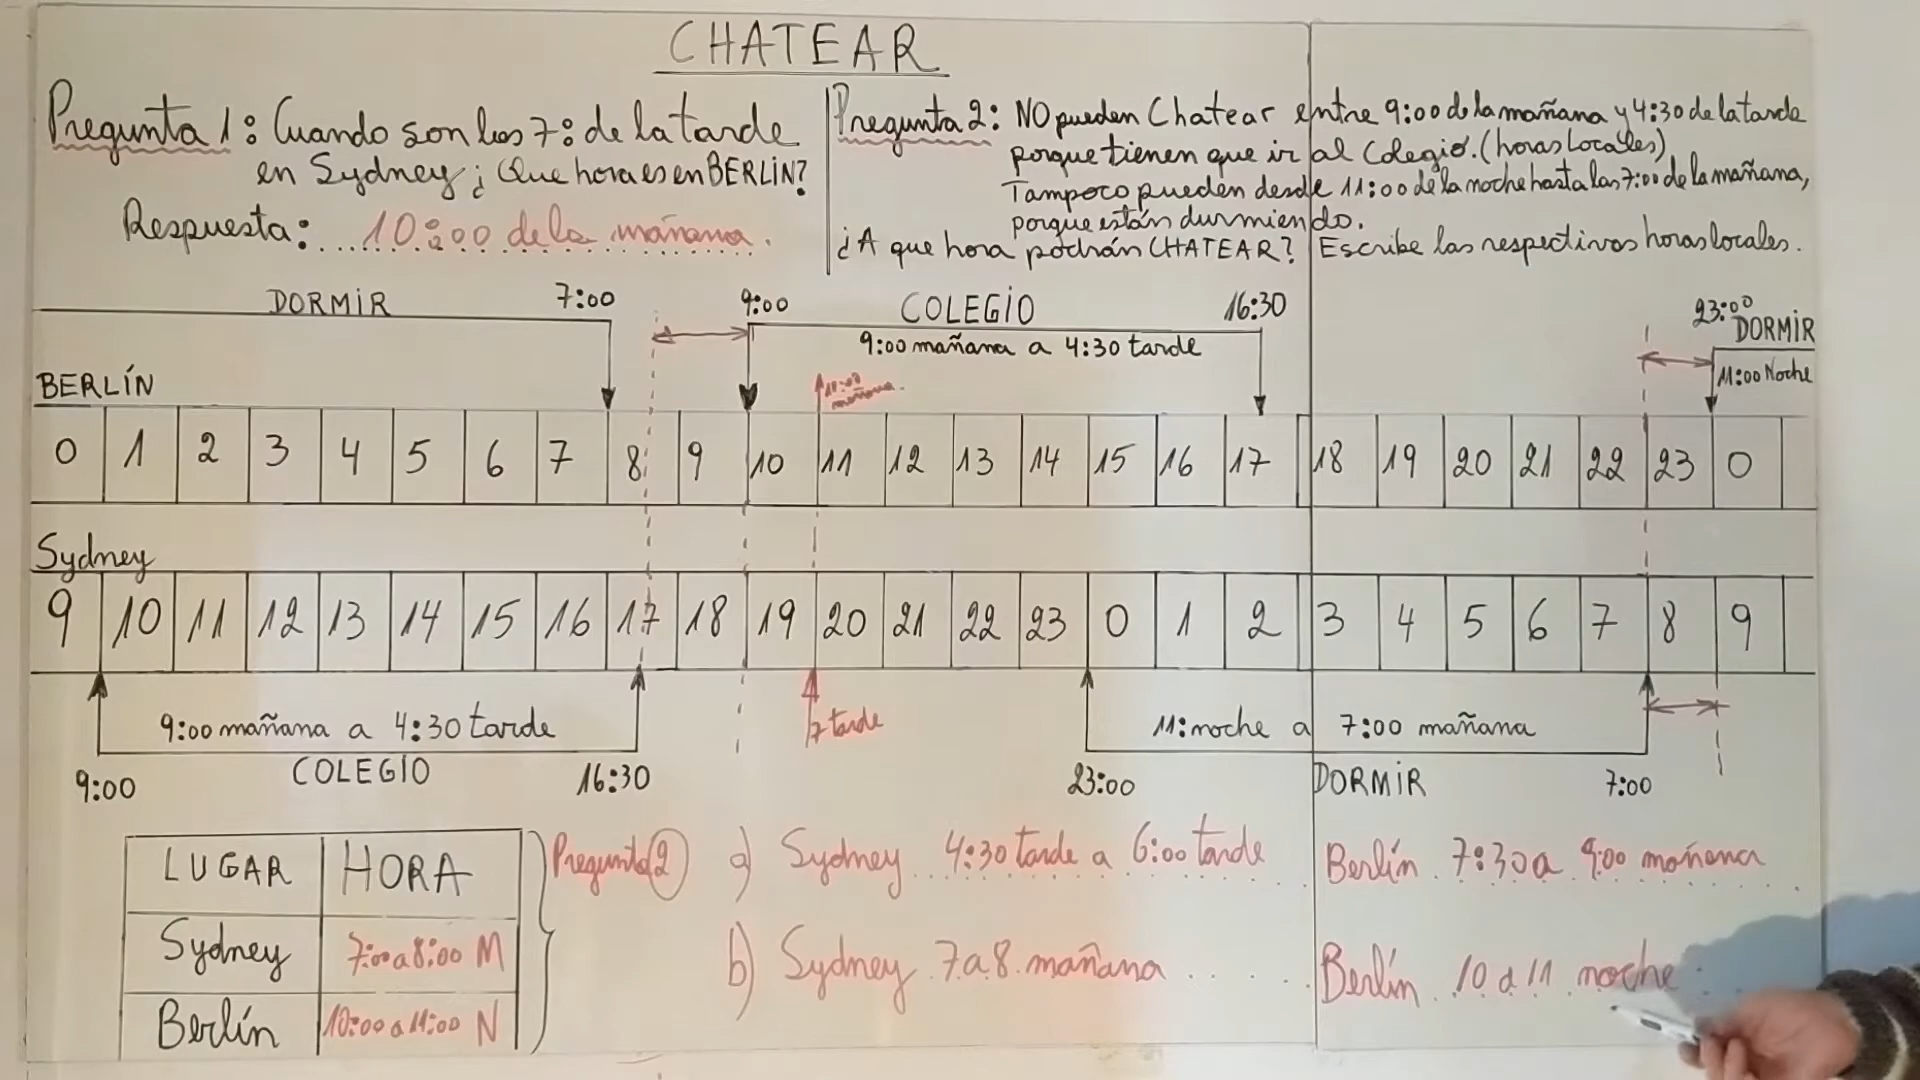 CHATEAR
Pregunta 1: Cuando son las 7: de la tarde
en Sydney ¿Que hora es en BERLIN?
Respuesta: 10:00 de la mañana.
Pregunta 2: NO pueden Chatear entre 9:00 de la mañana y 4:30 de la tarde
porque tienen que ir al Colegio. (horas Locales)
Tampoco pueden desde 11:00 de la noche hasta las 7:00 de la mañana,
porque están durmiendo.
¿A que hora podrán CHATEAR? Escribe las respectivas horas locales.
DORMIR 7:00 9:00 COLEGIO 16:30 23:00 DORMIR
9:00 mañana a 4:30 tarde
11:00 Noche
BERLÍN
mañana.
0 1 2 3 4 5 6 7 8 9 10 11 12 13 14 15 16 17 18 19 20 21 22 23 0
Sydney
9 10 11 12 13 14 15 16 17 18 19 20 21 22 23 0 1 2 3 4 5 6 7 8 9
9:00 mañana a 4:30 tarde
7 tarde
11: noche a 7:00 mañana
9:00 COLEGIO 16:30 23:00 DORMIR 7:00
LUGAR HORA
Sydney 7:00 a 8:00 M
Berlín 10:00 a 11:00 N
Pregunta 2
a) Sydney 4:30 tarde a 6:00 tarde Berlín 7:30 a 9:00 mañana
b) Sydney 7 a 8 mañana Berlín 10 a 11 noche